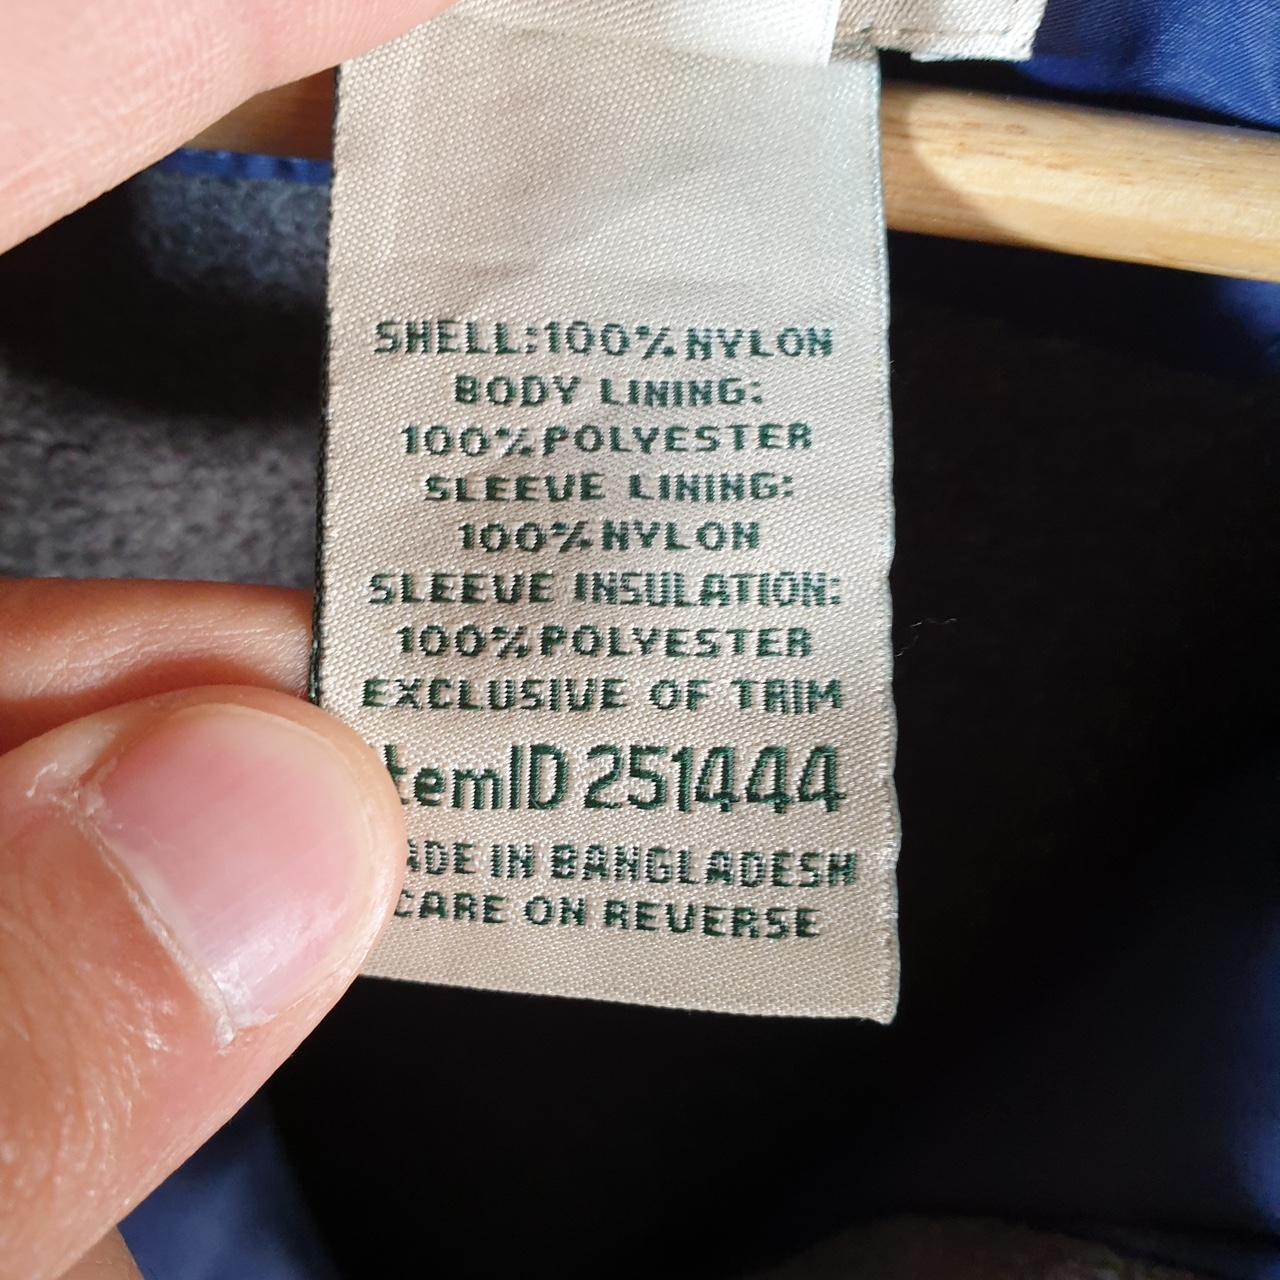 SHELL:100%NYLON
BODY LINING:
100%POLYESTER
SLEEVE LINING:
100%NYLON
SLEEVE INSULATION:
100%POLYESTER
EXCLUSIVE OF TRIM
temID 251444
ADE IN BANGLADESH
CARE ON REVERSE